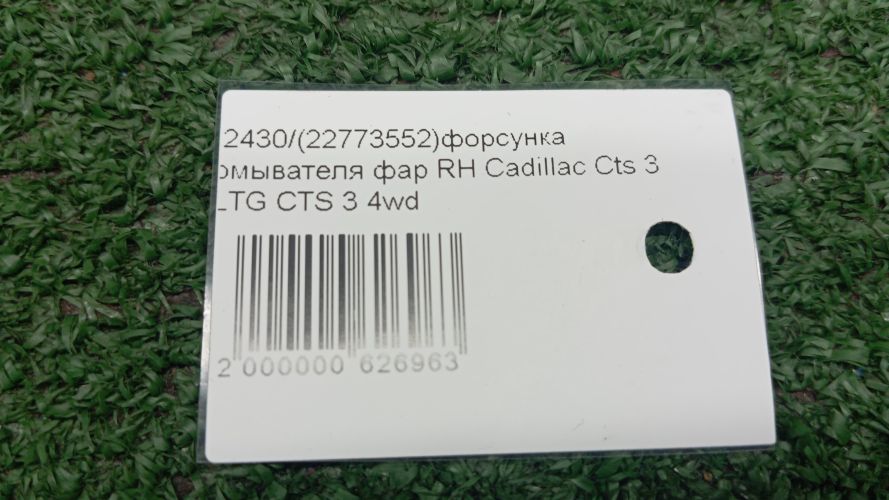 2430/(22773552)форсунка
омывателя фар RH Cadillac Cts 3
LTG CTS 3 4wd
2 000000 626963